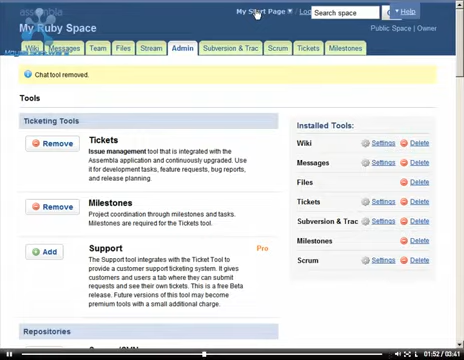 assembla
My Start Page
Search space
Help
My Ruby Space
Public Space | Owner
Wiki Messages Team Files Stream Admin Subversion & Trac Scrum Tickets Milestones
Chat tool removed.
Tools
Ticketing Tools
Remove
Tickets
Issue management tool that is integrated with the
Assembla application and continuously upgraded. Use
it for development tasks, feature requests, bug reports,
and release planning.
Remove
Milestones
Project coordination through milestones and tasks.
Milestones are required for the Tickets tool.
Add
Support
Pro
The Support tool integrates with the Ticket Tool to
provide a customer support ticketing system. It gives
customers and users a tab where they can submit
requests and see their own tickets. This is a free Beta
release. Future versions of this tool may become
premium tools with a small additional charge.
Repositories
Installed Tools:
Wiki Settings Delete
Messages Settings Delete
Files Delete
Tickets Settings Delete
Subversion & Trac Settings Delete
Milestones Delete
Scrum Settings Delete
01:52 / 03:41